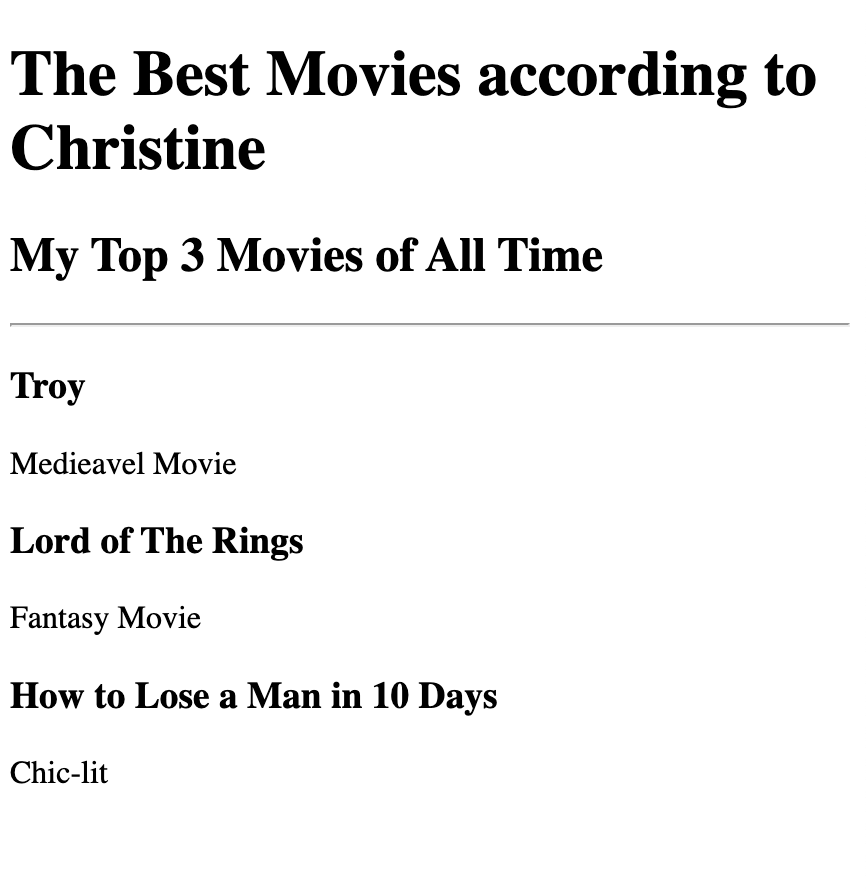 The Best Movies according to
Christine
My Top 3 Movies of All Time
Troy
Medieavel Movie
Lord of The Rings
Fantasy Movie
How to Lose a Man in 10 Days
Chic-lit